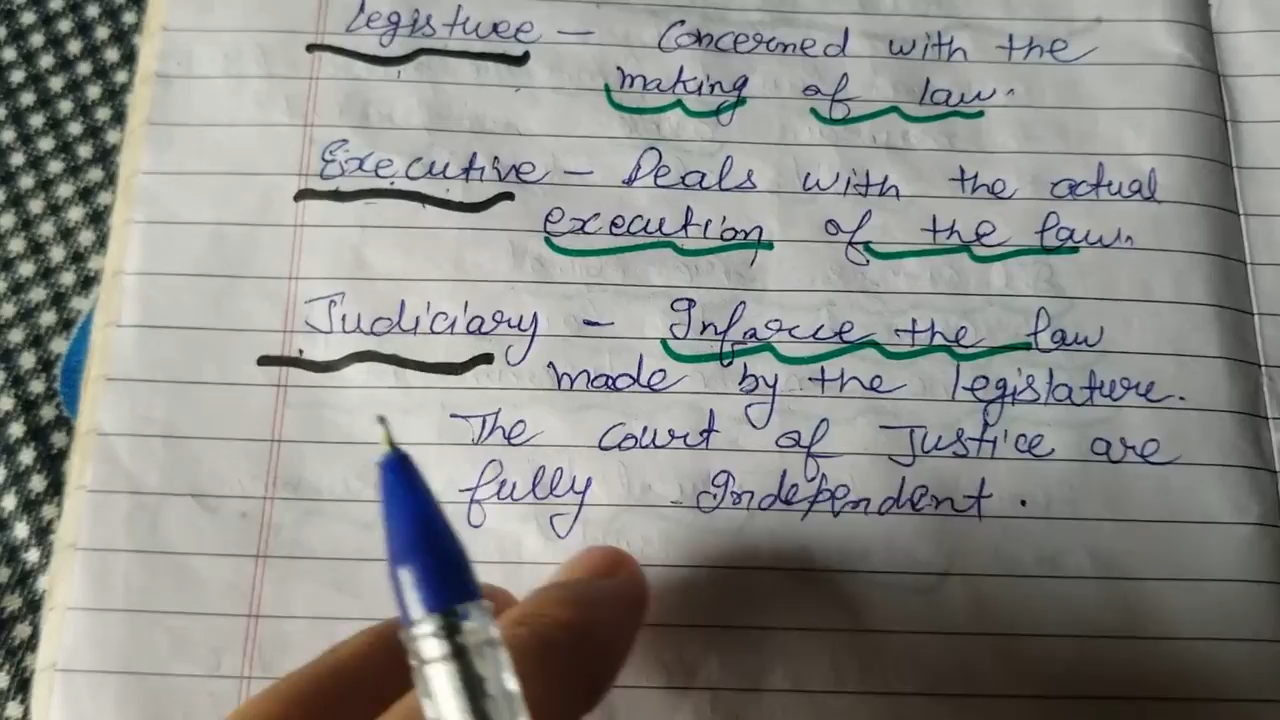 Legistuee — Concerned with the
making of law.
Executive — Deals with the actual
execution of the law.
Judiciary - Inforce the law
made by the legislature.
The Court of Justice are
fully Independent.